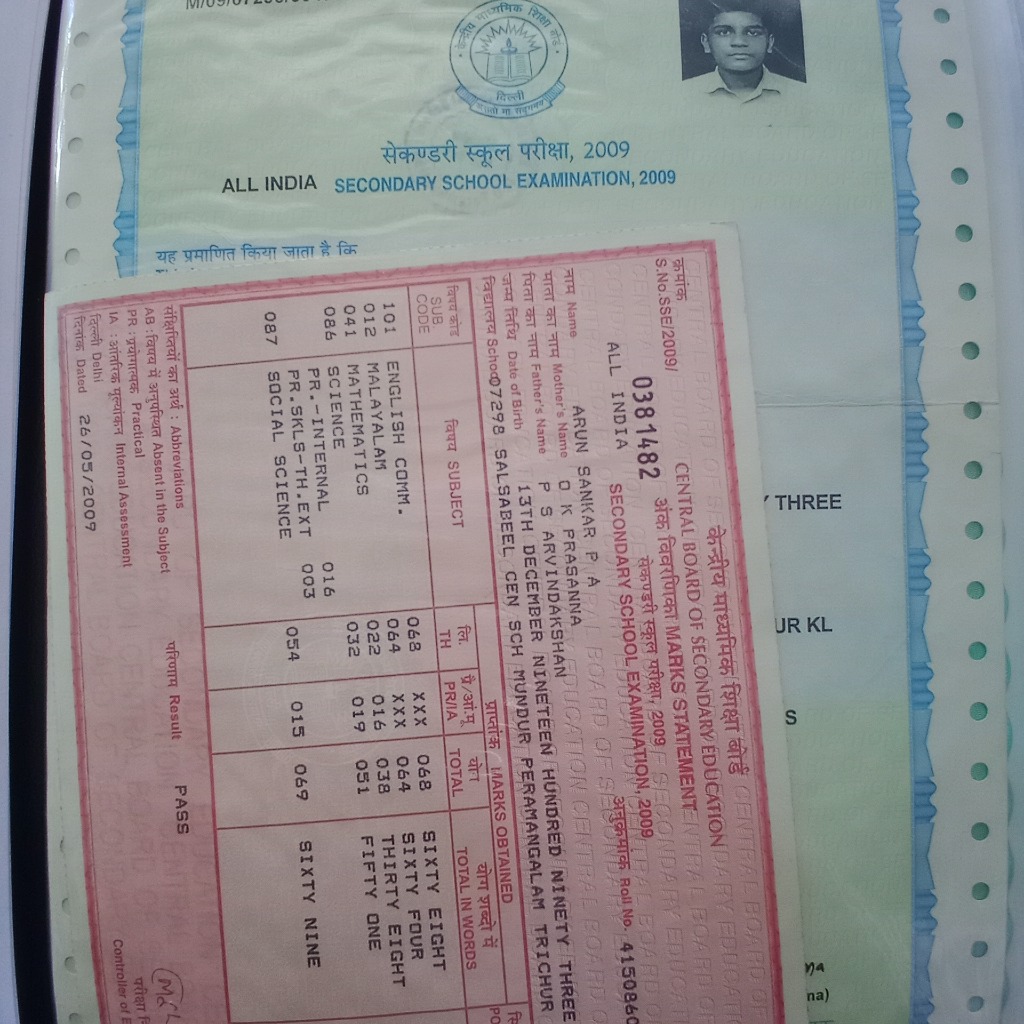 केन्द्रीय माध्यमिक शिक्षा बोर्ड
दिल्ली
सेकण्डरी स्कूल परीक्षा, 2009
ALL INDIA SECONDARY SCHOOL EXAMINATION, 2009
यह प्रमाणित किया जाता है कि
THREE
UR KL
S
na)
केन्द्रीय माध्यमिक शिक्षा बोर्ड
CENTRAL BOARD OF SECONDARY EDUCATION
क्रमांक
S.No.SSE/2009/ 0381482 अंक विवरणिका MARKS STATEMENT
सेकण्डरी स्कूल परीक्षा, 2009
ALL INDIA SECONDARY SCHOOL EXAMINATION, 2009
अनुक्रमांक Roll No. 4150860
नाम Name ARUN SANKAR P A
माता का नाम Mother's Name O K PRASANNA
पिता का नाम Father's Name P S ARVINDAKSHAN
जन्म तिथि Date of Birth 13TH DECEMBER NINETEEN HUNDRED NINETY THREE
विद्यालय School 07298 SALSABEEL CEN SCH MUNDUR PERAMANGALAM TRICHUR
प्राप्तांक MARKS OBTAINED
विषय कोड SUB CODE विषय SUBJECT लि. TH प्रै/आं.मू PR/IA योग TOTAL योग शब्दो में TOTAL IN WORDS
101 ENGLISH COMM. 068 XXX 068 SIXTY EIGHT
012 MALAYALAM 064 XXX 064 SIXTY FOUR
041 MATHEMATICS 022 016 038 THIRTY EIGHT
086 SCIENCE 032 019 051 FIFTY ONE
PR.-INTERNAL 016
PR.SKLS-TH.EXT 003
087 SOCIAL SCIENCE 054 015 069 SIXTY NINE
संक्षिप्तियों का अर्थ : Abbreviations
AB : विषय में अनुपस्थित Absent in the Subject
PR : प्रयोगात्मक Practical
IA : आंतरिक मूल्यांकन Internal Assessment
परिणाम Result PASS
दिल्ली Delhi
दिनांक Dated 26/05/2009
Controller of